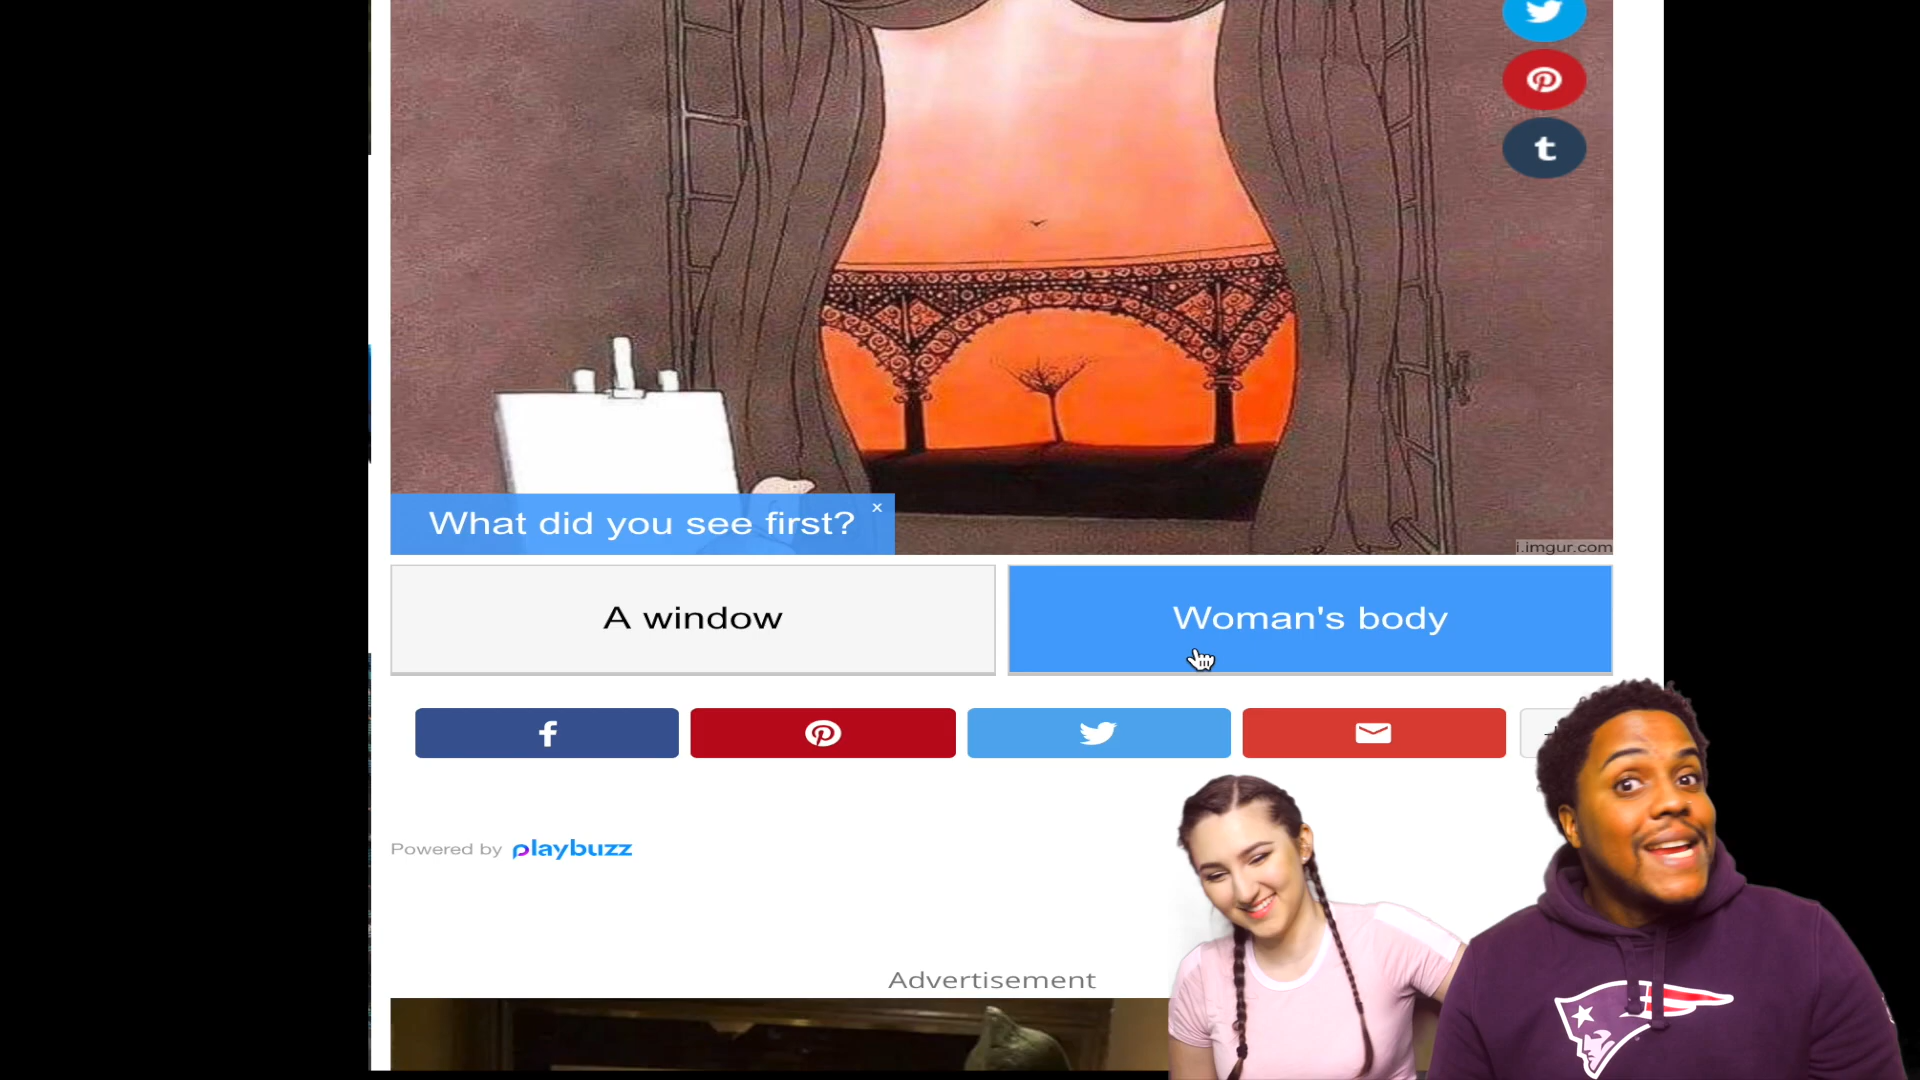 What did you see first?
x
i.imgur.com
A window
Woman's body
Powered by playbuzz
Advertisement